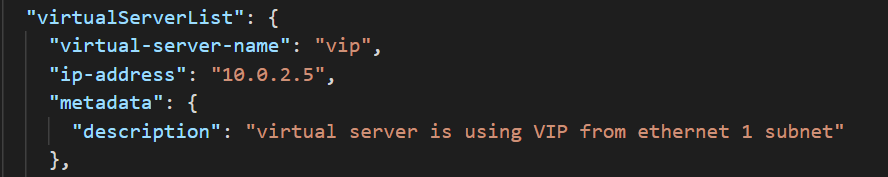 "virtualServerList": {
"virtual-server-name": "vip",
"ip-address": "10.0.2.5",
"metadata": {
"description": "virtual server is using VIP from ethernet 1 subnet"
},